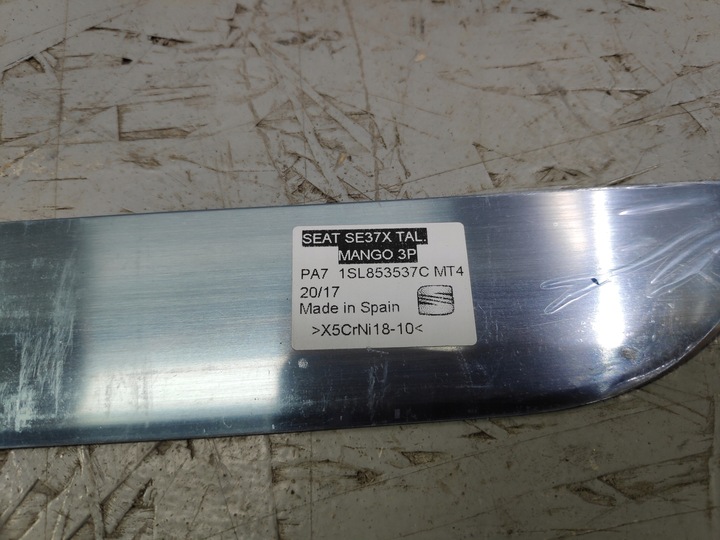 SEAT SE37X TAL.
MANGO 3P
PA7 1SL853537C MT4
20/17
Made in Spain
>X5CrNi18-10<